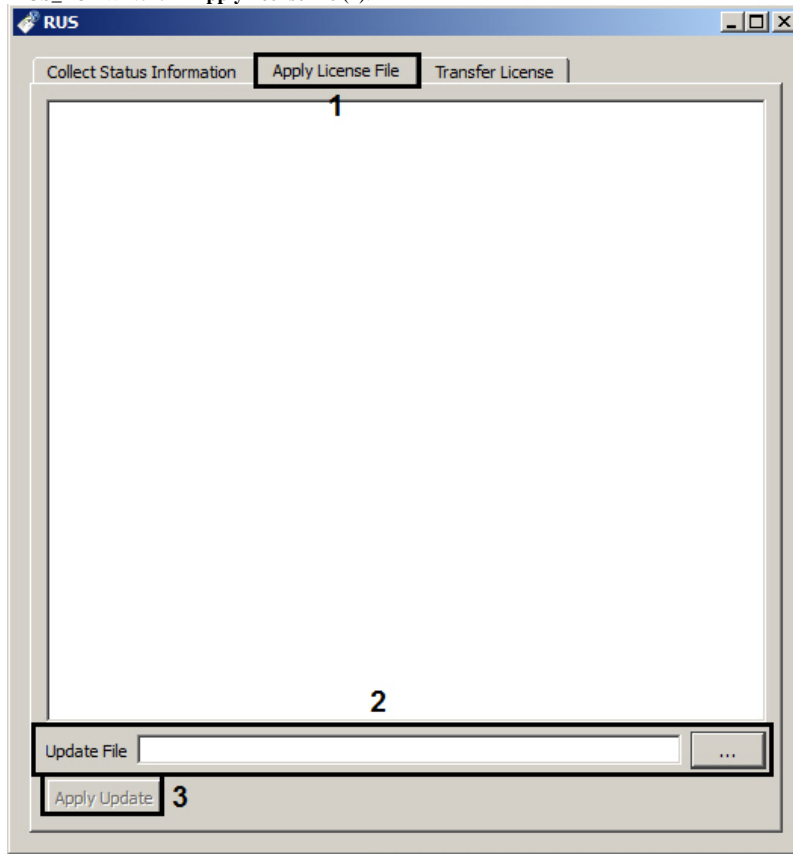 RUS
Collect Status Information Apply License File Transfer License
1
2
Update File ...
Apply Update 3